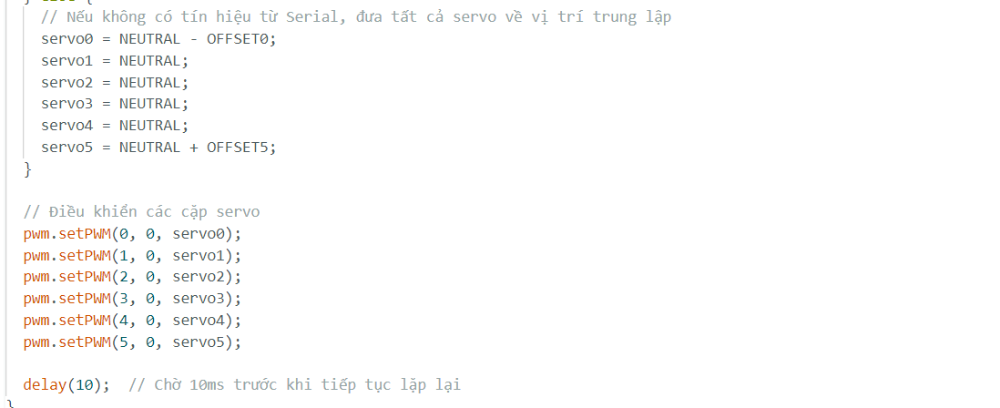 } else {
// Nếu không có tín hiệu từ Serial, đưa tất cả servo về vị trí trung lập
servo0 = NEUTRAL - OFFSET0;
servo1 = NEUTRAL;
servo2 = NEUTRAL;
servo3 = NEUTRAL;
servo4 = NEUTRAL;
servo5 = NEUTRAL + OFFSET5;
}
// Điều khiển các cặp servo
pwm.setPWM(0, 0, servo0);
pwm.setPWM(1, 0, servo1);
pwm.setPWM(2, 0, servo2);
pwm.setPWM(3, 0, servo3);
pwm.setPWM(4, 0, servo4);
pwm.setPWM(5, 0, servo5);
delay(10);  // Chờ 10ms trước khi tiếp tục lặp lại
}